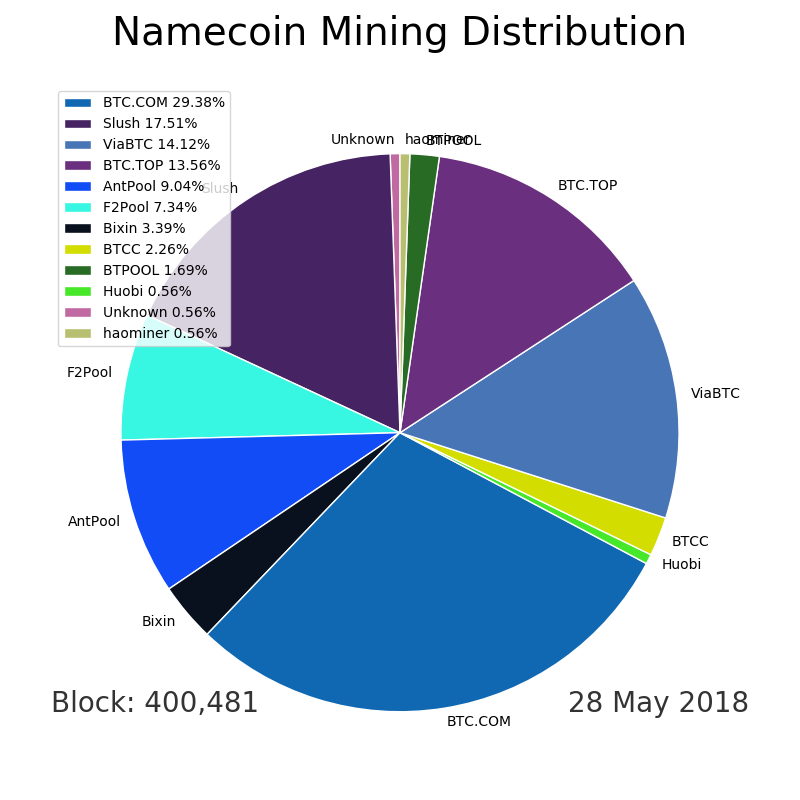 Namecoin Mining Distribution
BTC.COM 29.38%
Slush 17.51%
ViaBTC 14.12%
BTC.TOP 13.56%
AntPool 9.04%
F2Pool 7.34%
Bixin 3.39%
BTCC 2.26%
BTPOOL 1.69%
Huobi 0.56%
Unknown 0.56%
haominer 0.56%
Unknown
haominer
BTPOOL
BTC.TOP
Slush
F2Pool
ViaBTC
AntPool
BTCC
Huobi
Bixin
BTC.COM
Block: 400,481
28 May 2018